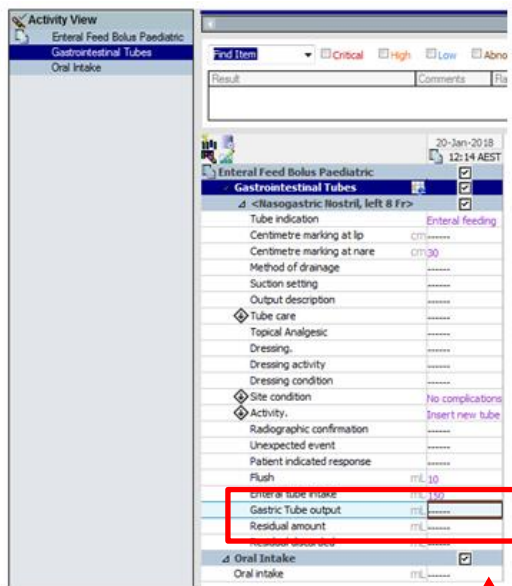 Activity View
Enteral Feed Bolus Paediatric
Gastrointestinal Tubes
Oral Intake
Find Item Critical High Low Abno
Result Comments Fla
20-Jan-2018
12:14 AEST
Enteral Feed Bolus Paediatric
Gastrointestinal Tubes
<Nasogastric Nostril, left 8 Fr>
Tube indication Enteral feeding
Centimetre marking at lip cm ------
Centimetre marking at nare cm 30
Method of drainage ------
Suction setting ------
Output description ------
Tube care ------
Topical Analgesic ------
Dressing. ------
Dressing activity ------
Dressing condition ------
Site condition No complications
Activity. Insert new tube
Radiographic confirmation ------
Unexpected event ------
Patient indicated response ------
Flush mL 10
Enteral tube intake mL 150
Gastric Tube output mL ------
Residual amount mL ------
Residual discarded mL ------
Oral Intake
Oral intake mL ------